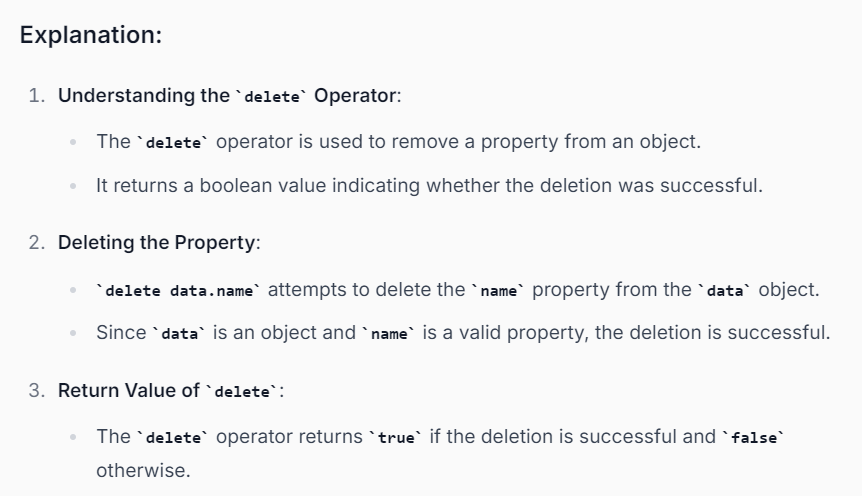 Explanation:
1. Understanding the `delete` Operator:
• The `delete` operator is used to remove a property from an object.
• It returns a boolean value indicating whether the deletion was successful.
2. Deleting the Property:
• `delete data.name` attempts to delete the `name` property from the `data` object.
• Since `data` is an object and `name` is a valid property, the deletion is successful.
3. Return Value of `delete`:
• The `delete` operator returns `true` if the deletion is successful and `false`
otherwise.